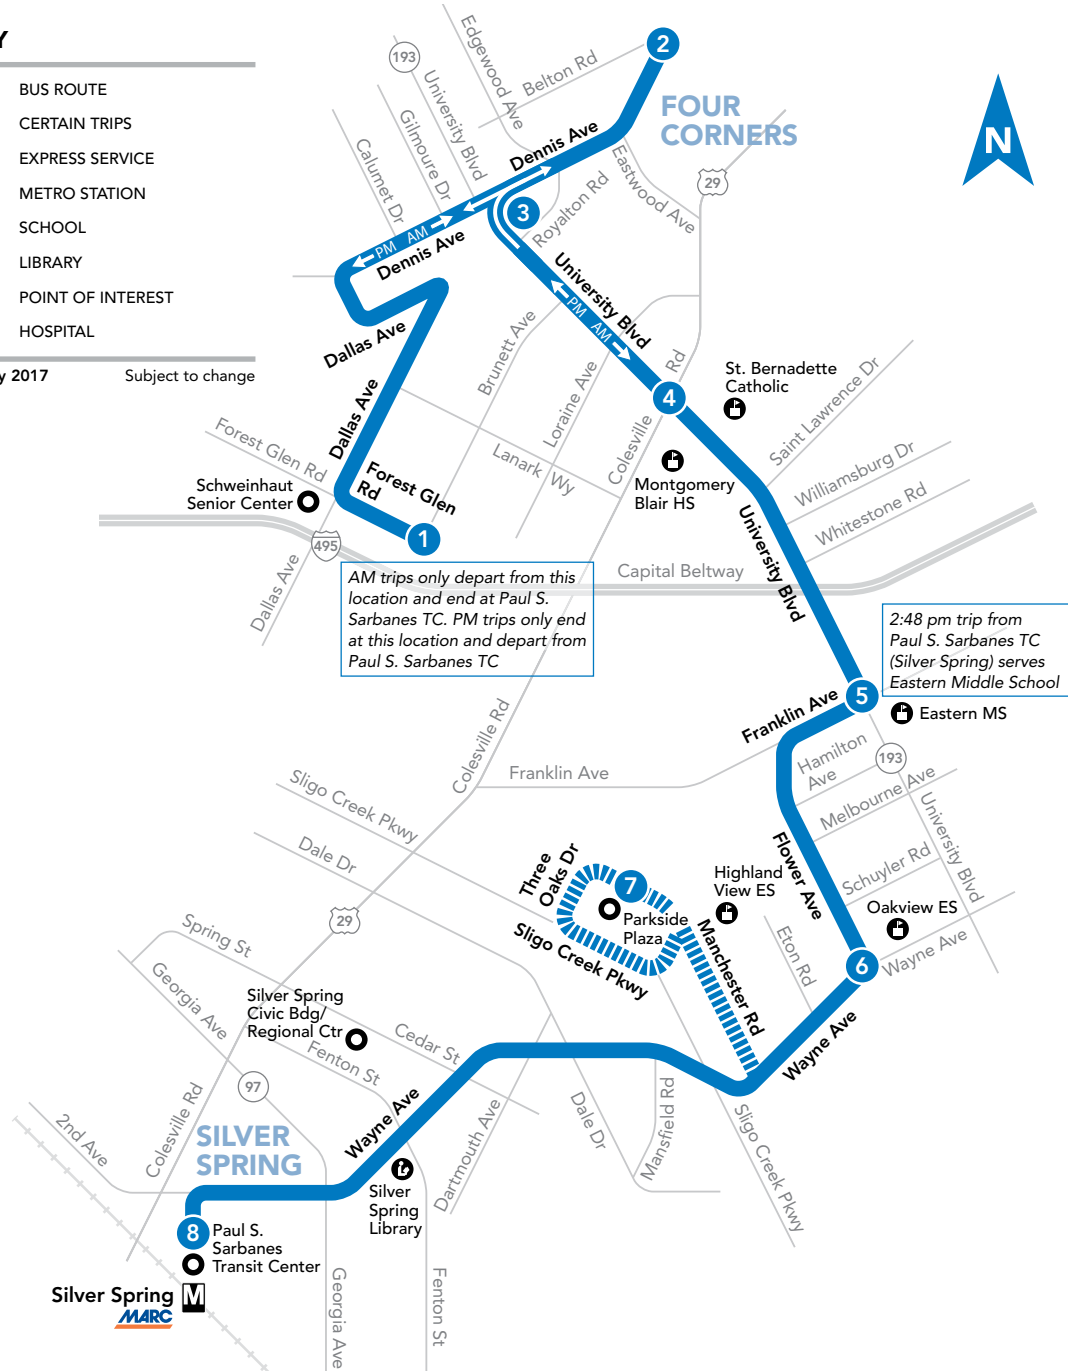 BUS ROUTE
CERTAIN TRIPS
EXPRESS SERVICE
METRO STATION
SCHOOL
LIBRARY
POINT OF INTEREST
HOSPITAL
2017
Subject to change
N
193
Edgewood Ave
Belton Rd
2
FOUR
CORNERS
University Blvd
Gilmoure Dr
Calumet Dr
Dennis Ave
Eastwood Ave
29
Royalton Rd
3
PM AM
Dennis Ave
University Blvd
PM AM
Dallas Ave
Brunett Ave
Loraine Ave
Colesville Rd
4
St. Bernadette
Catholic
Saint Lawrence Dr
Dallas Ave
Forest Glen Rd
Forest Glen
Rd
Lanark Wy
Montgomery
Blair HS
Williamsburg Dr
Whitestone Rd
University Blvd
Schweinhaut
Senior Center
1
495
Capital Beltway
Dallas Ave
AM trips only depart from this
location and end at Paul S.
Sarbanes TC. PM trips only end
at this location and depart from
Paul S. Sarbanes TC
2:48 pm trip from
Paul S. Sarbanes TC
(Silver Spring) serves
Eastern Middle School
5
Franklin Ave
Eastern MS
Colesville Rd
Franklin Ave
Hamilton
Ave
193
Melbourne Ave
University Blvd
Sligo Creek Pkwy
Dale Dr
Three
Oaks Dr
7
Parkside
Plaza
Highland
View ES
Flower Ave
Schuyler Rd
Oakview ES
Wayne Ave
6
29
Sligo Creek Pkwy
Manchester Rd
Eton Rd
Spring St
Georgia Ave
Silver Spring
Civic Bdg/
Regional Ctr
Cedar St
Fenton St
Wayne Ave
97
Wayne Ave
Colesville Rd
2nd Ave
SILVER
SPRING
Dartmouth Ave
Dale Dr
Mansfield Rd
Sligo Creek Pkwy
Silver
Spring
Library
8
Paul S.
Sarbanes
Transit Center
Silver Spring
M
MARC
Georgia Ave
Fenton St